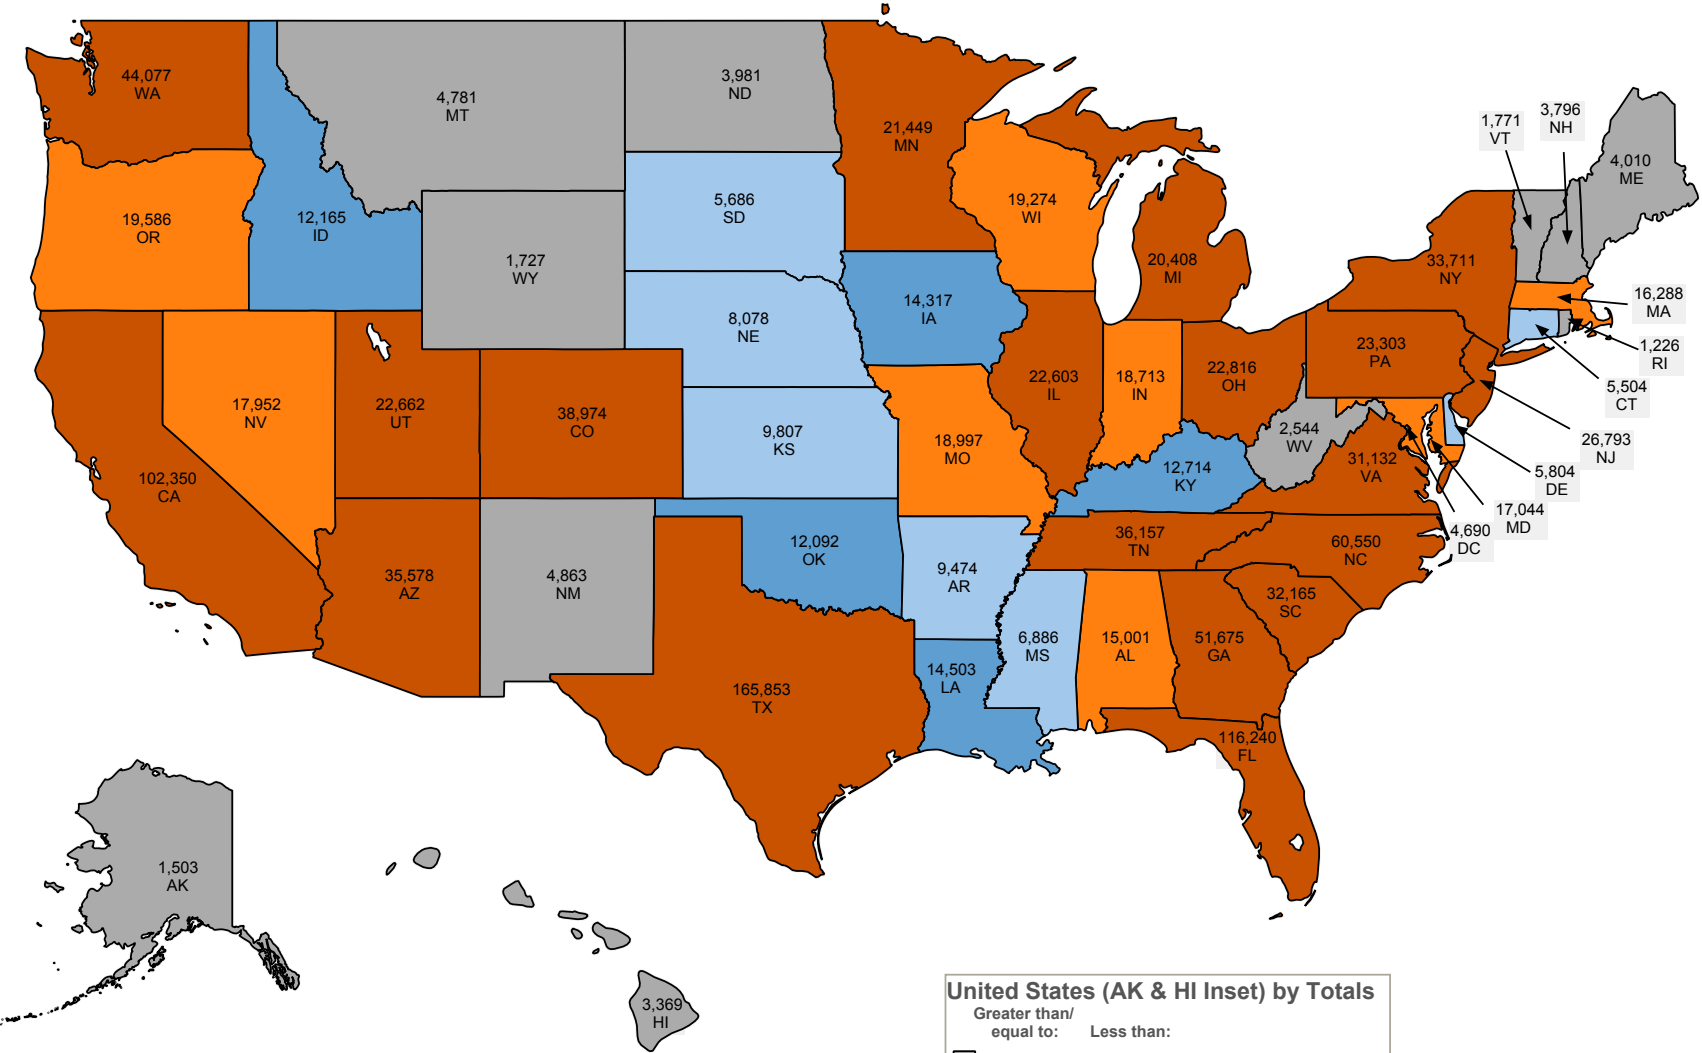 44,077
WA
4,781
MT
3,981
ND
21,449
MN
1,771
VT
3,796
NH
4,010
ME
19,586
OR
12,165
ID
1,727
WY
5,686
SD
19,274
WI
20,408
MI
33,711
NY
16,288
MA
1,226
RI
5,504
CT
8,078
NE
14,317
IA
22,603
IL
18,713
IN
22,816
OH
23,303
PA
26,793
NJ
17,952
NV
22,662
UT
38,974
CO
9,807
KS
18,997
MO
12,714
KY
2,544
WV
31,132
VA
5,804
DE
17,044
MD
4,690
DC
102,350
CA
35,578
AZ
4,863
NM
12,092
OK
9,474
AR
36,157
TN
60,550
NC
32,165
SC
165,853
TX
14,503
LA
6,886
MS
15,001
AL
51,675
GA
116,240
FL
1,503
AK
3,369
HI
United States (AK & HI Inset) by Totals
Greater than/
equal to: Less than: